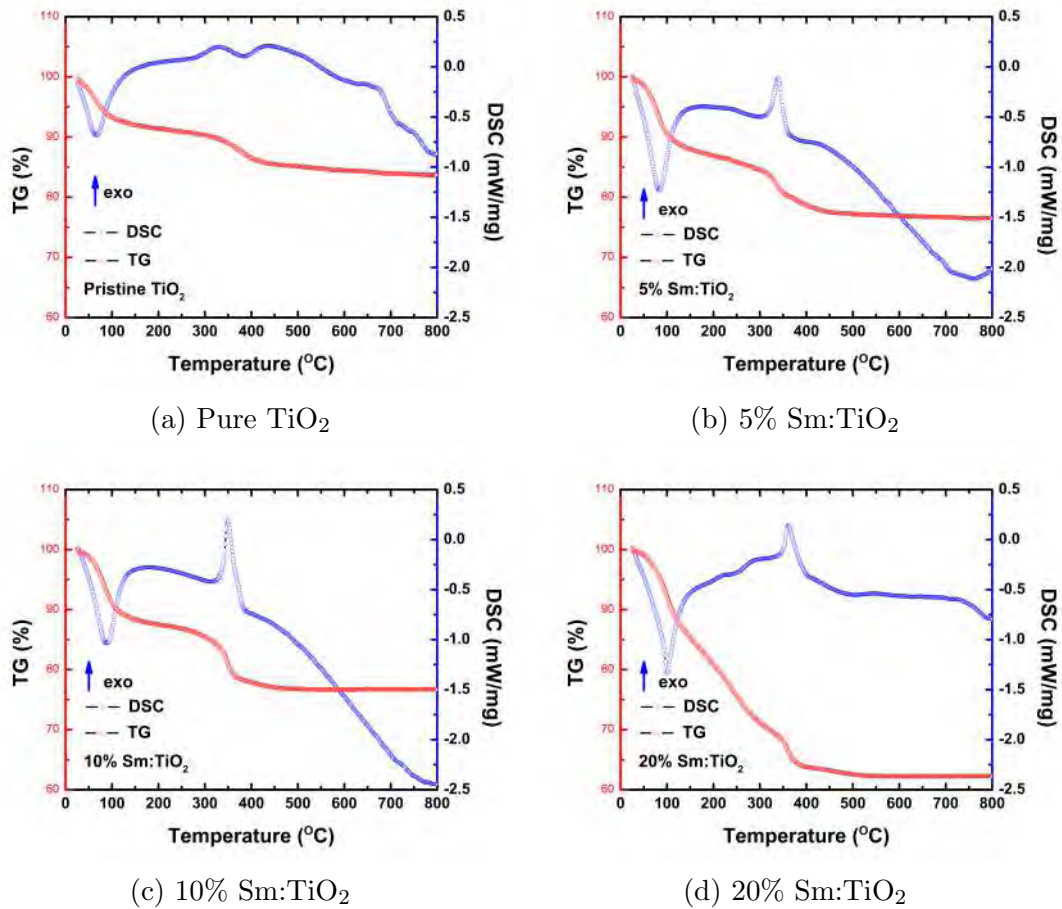 110
100
90
80
70
60
TG (%)
0.5
0.0
-0.5
-1.0
-1.5
-2.0
-2.5
DSC (mW/mg)
exo
DSC
TG
Pristine TiO₂
0 100 200 300 400 500 600 700 800
Temperature (ᴼC)
(a) Pure TiO₂
110
100
90
80
70
60
TG (%)
0.5
0.0
-0.5
-1.0
-1.5
-2.0
-2.5
DSC (mW/mg)
exo
DSC
TG
5% Sm:TiO₂
0 100 200 300 400 500 600 700 800
Temperature (ᴼC)
(b) 5% Sm:TiO₂
110
100
90
80
70
60
TG (%)
0.5
0.0
-0.5
-1.0
-1.5
-2.0
-2.5
DSC (mW/mg)
exo
DSC
TG
10% Sm:TiO₂
0 100 200 300 400 500 600 700 800
Temperature (ᴼC)
(c) 10% Sm:TiO₂
110
100
90
80
70
60
TG (%)
0.5
0.0
-0.5
-1.0
-1.5
-2.0
-2.5
DSC (mW/mg)
exo
DSC
TG
20% Sm:TiO₂
0 100 200 300 400 500 600 700 800
Temperature (ᴼC)
(d) 20% Sm:TiO₂